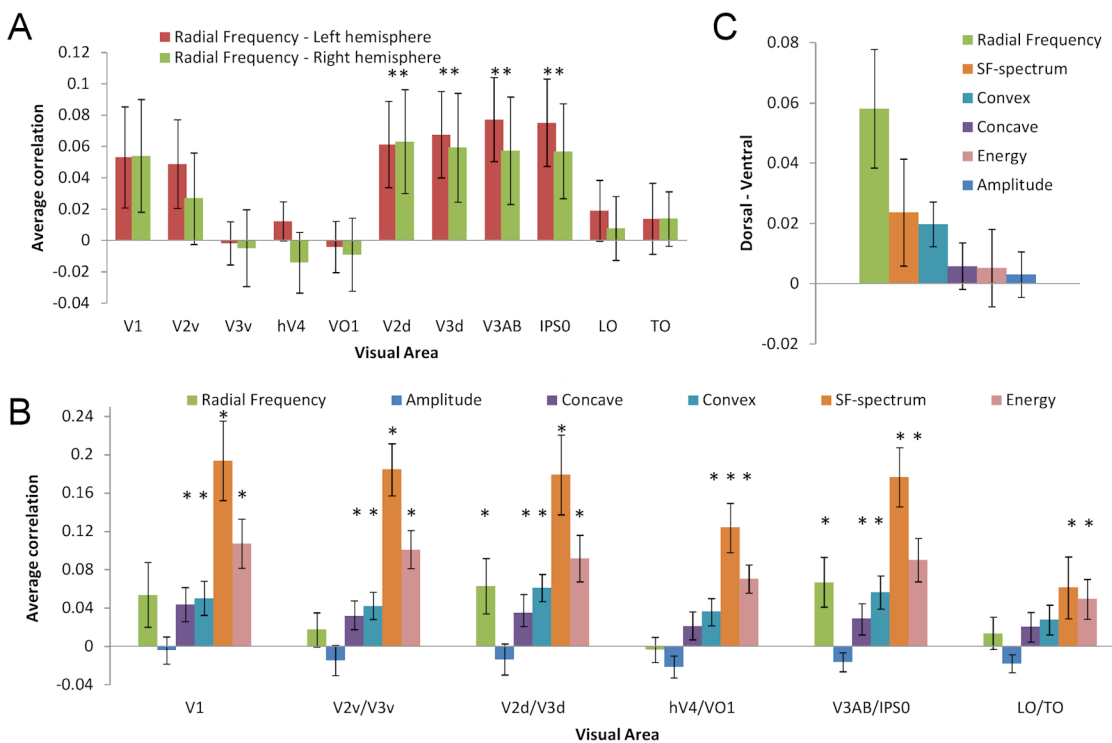 A
Radial Frequency - Left hemisphere
Radial Frequency - Right hemisphere
0.12
0.1
0.08
0.06
0.04
0.02
0
-0.02
-0.04
Average correlation
** ** ** **
V1 V2v V3v hV4 VO1 V2d V3d V3AB IPS0 LO TO
Visual Area
C
Radial Frequency
SF-spectrum
Convex
Concave
Energy
Amplitude
0.08
0.06
0.04
0.02
0
-0.02
Dorsal - Ventral
B
Radial Frequency Amplitude Concave Convex SF-spectrum Energy
0.24
0.2
0.16
0.12
0.08
0.04
0
-0.04
Average correlation
* * * *
* * * *
* * * * *
* * *
* * * * *
* *
V1 V2v/V3v V2d/V3d hV4/VO1 V3AB/IPS0 LO/TO
Visual Area